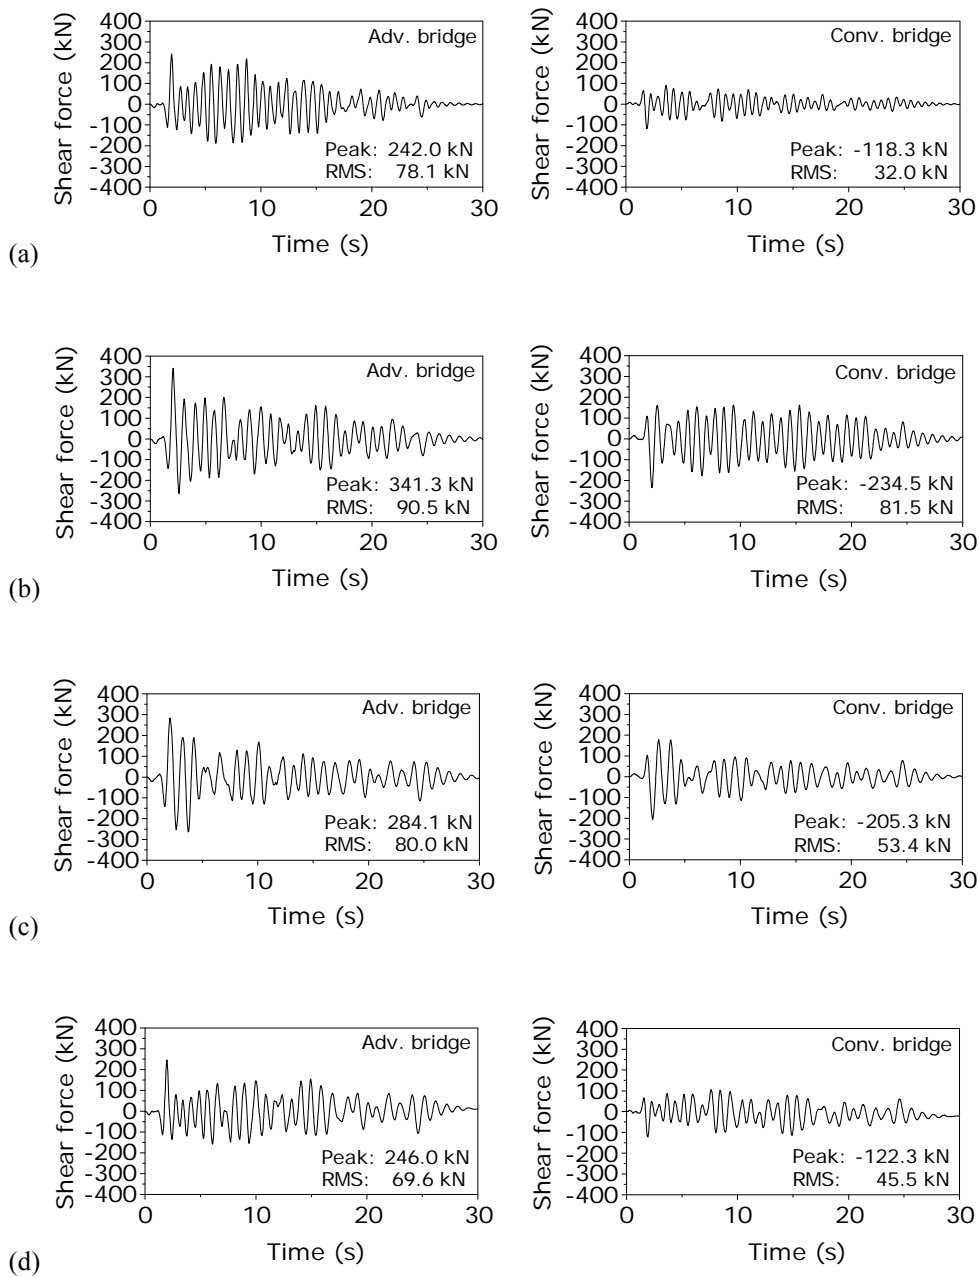 Shear force (kN)
400
300
200
100
0
-100
-200
-300
-400
Adv. bridge
Peak: 242.0 kN
RMS: 78.1 kN
0 10 20 30
Time (s)
Shear force (kN)
400
300
200
100
0
-100
-200
-300
-400
Conv. bridge
Peak: -118.3 kN
RMS: 32.0 kN
0 10 20 30
Time (s)
(a)
Shear force (kN)
400
300
200
100
0
-100
-200
-300
-400
Adv. bridge
Peak: 341.3 kN
RMS: 90.5 kN
0 10 20 30
Time (s)
Shear force (kN)
400
300
200
100
0
-100
-200
-300
-400
Conv. bridge
Peak: -234.5 kN
RMS: 81.5 kN
0 10 20 30
Time (s)
(b)
Shear force (kN)
400
300
200
100
0
-100
-200
-300
-400
Adv. bridge
Peak: 284.1 kN
RMS: 80.0 kN
0 10 20 30
Time (s)
Shear force (kN)
400
300
200
100
0
-100
-200
-300
-400
Conv. bridge
Peak: -205.3 kN
RMS: 53.4 kN
0 10 20 30
Time (s)
(c)
Shear force (kN)
400
300
200
100
0
-100
-200
-300
-400
Adv. bridge
Peak: 246.0 kN
RMS: 69.6 kN
0 10 20 30
Time (s)
Shear force (kN)
400
300
200
100
0
-100
-200
-300
-400
Conv. bridge
Peak: -122.3 kN
RMS: 45.5 kN
0 10 20 30
Time (s)
(d)